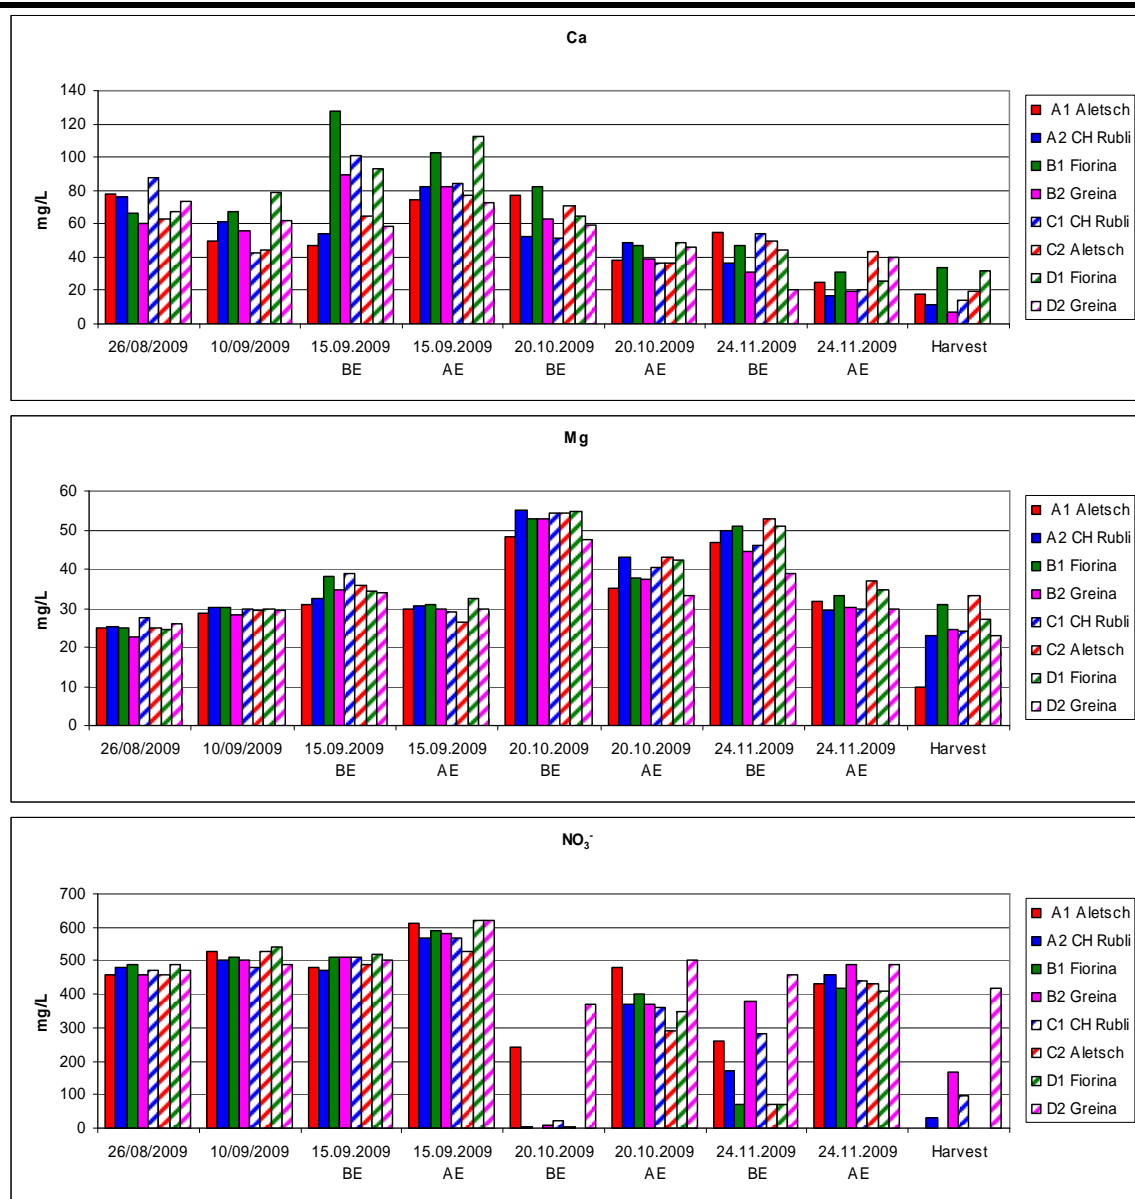 Ca
140
120
100
80
60
40
20
0
mg/L
26/08/2009 10/09/2009 15.09.2009 15.09.2009 20.10.2009 20.10.2009 24.11.2009 24.11.2009 Harvest
BE AE BE AE BE AE
A1 Aletsch
A2 CH Rubli
B1 Fiorina
B2 Greina
C1 CH Rubli
C2 Aletsch
D1 Fiorina
D2 Greina
Mg
60
50
40
30
20
10
0
mg/L
26/08/2009 10/09/2009 15.09.2009 15.09.2009 20.10.2009 20.10.2009 24.11.2009 24.11.2009 Harvest
BE AE BE AE BE AE
A1 Aletsch
A2 CH Rubli
B1 Fiorina
B2 Greina
C1 CH Rubli
C2 Aletsch
D1 Fiorina
D2 Greina
NO₃⁻
700
600
500
400
300
200
100
0
mg/L
26/08/2009 10/09/2009 15.09.2009 15.09.2009 20.10.2009 20.10.2009 24.11.2009 24.11.2009 Harvest
BE AE BE AE BE AE
A1 Aletsch
A2 CH Rubli
B1 Fiorina
B2 Greina
C1 CH Rubli
C2 Aletsch
D1 Fiorina
D2 Greina